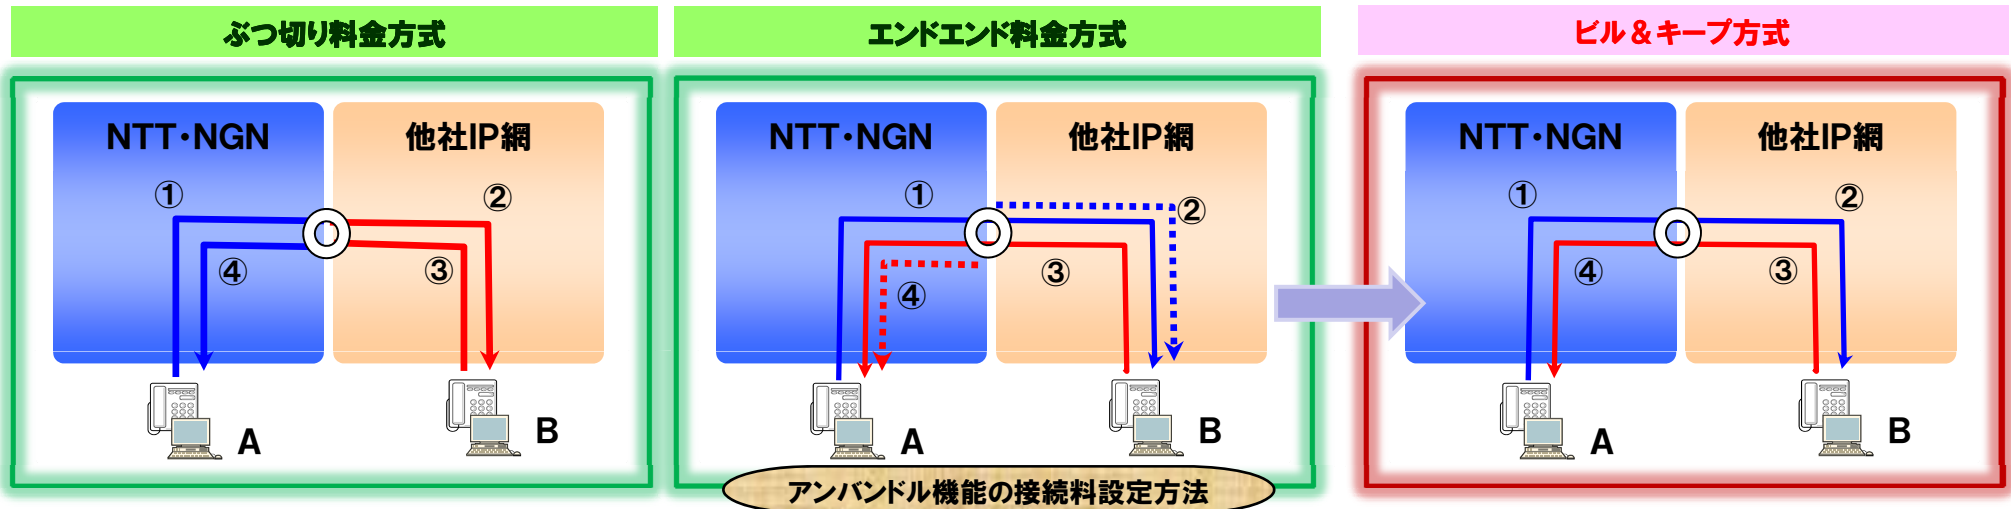 ぶつ切り料金方式
NTT・NGN
他社IP網
①
②
③
④
A
B
エンドエンド料金方式
NTT・NGN
他社IP網
①
②
③
④
A
B
アンバンドル機能の接続料設定方法
ビル&キープ方式
NTT・NGN
他社IP網
①
②
③
④
A
B